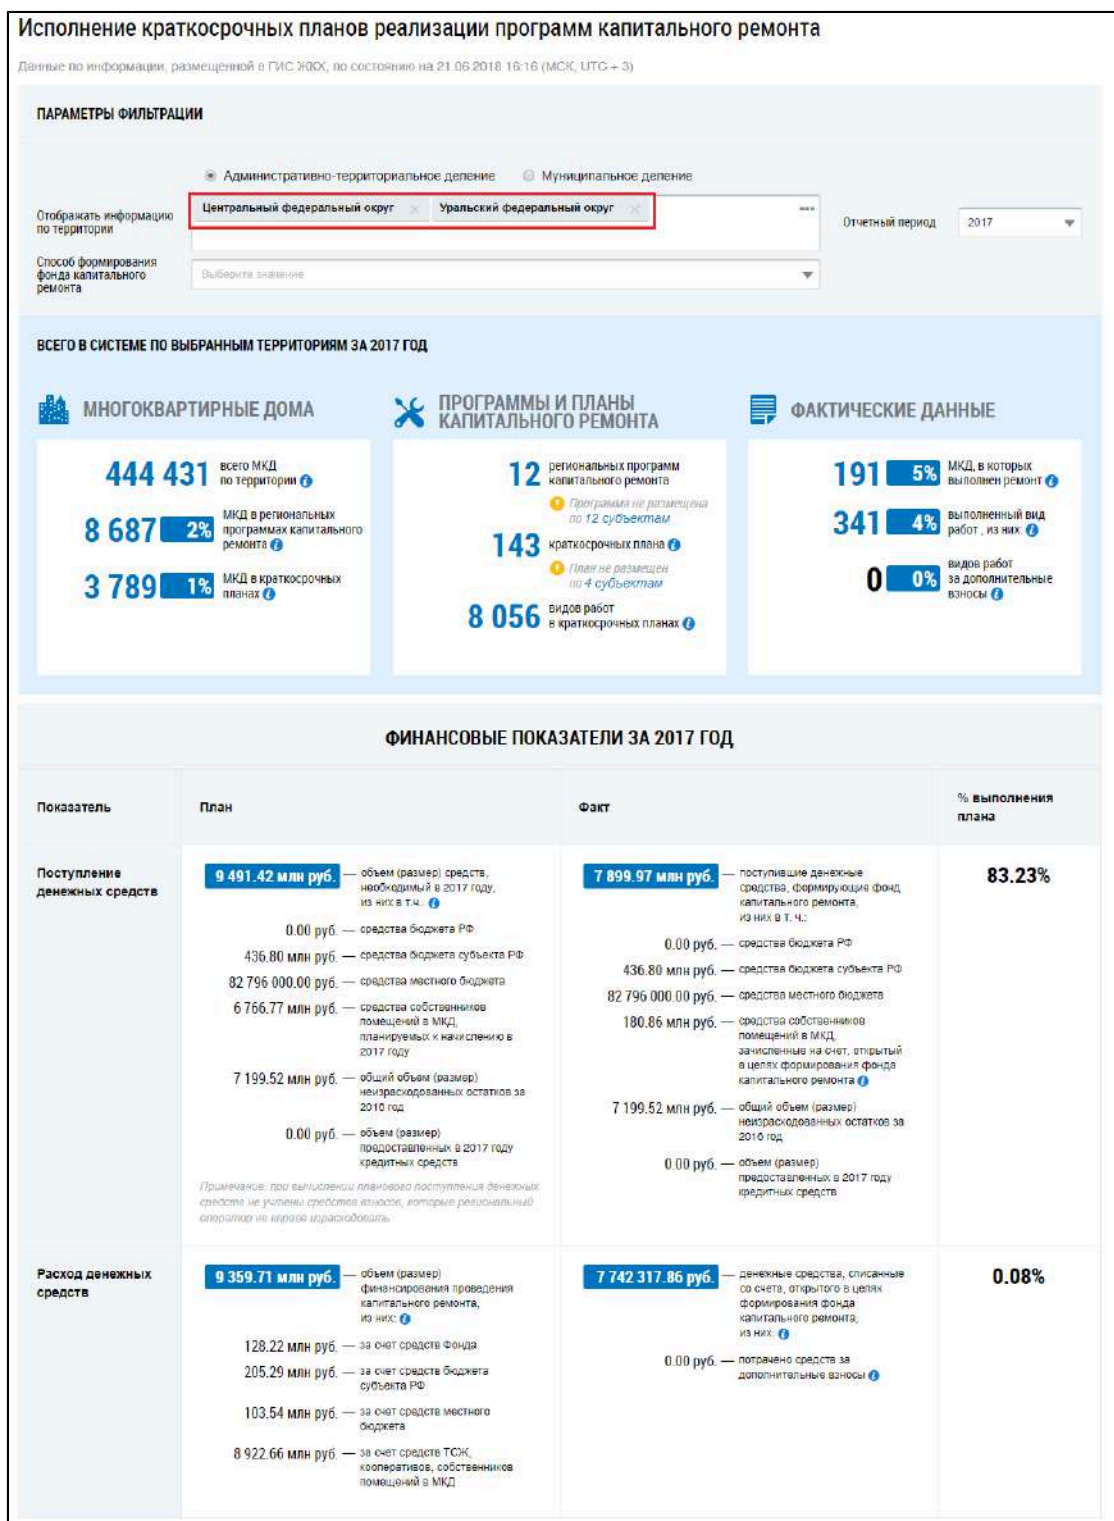 Исполнение краткосрочных планов реализации программ капитального ремонта
Данные по информации, размещенной в ГИС ЖКХ, по состоянию на 21.06.2018 16:16 (МСК, UTC + 3)
ПАРАМЕТРЫ ФИЛЬТРАЦИИ
Административно-территориальное деление Муниципальное деление
Отображать информацию
по территории
Центральный федеральный округ Уральский федеральный округ
Отчетный период 2017
Способ формирования
фонда капитального
ремонта
Выберите значение
ВСЕГО В СИСТЕМЕ ПО ВЫБРАННЫМ ТЕРРИТОРИЯМ ЗА 2017 ГОД
МНОГОКВАРТИРНЫЕ ДОМА
444 431 всего МКД
по территории
8 687 2% МКД в региональных
программах капитального
ремонта
3 789 1% МКД в краткосрочных
планах
ПРОГРАММЫ И ПЛАНЫ
КАПИТАЛЬНОГО РЕМОНТА
12 региональных программ
капитального ремонта
Программа не размещена
по 12 субъектам
143 краткосрочных плана
План не размещен
по 4 субъектам
8 056 видов работ
в краткосрочных планах
ФАКТИЧЕСКИЕ ДАННЫЕ
191 5% МКД, в которых
выполнен ремонт
341 4% выполненный вид
работ , из них:
0 0% видов работ
за дополнительные
взносы
ФИНАНСОВЫЕ ПОКАЗАТЕЛИ ЗА 2017 ГОД
Показатель План Факт % выполнения
плана
Поступление
денежных средств
9 491.42 млн руб. — объем (размер) средств,
необходимый в 2017 году,
из них в т.ч.:
0.00 руб. — средства бюджета РФ
436.80 млн руб. — средства бюджета субъекта РФ
82 796 000.00 руб. — средства местного бюджета
6 766.77 млн руб. — средства собственников
помещений в МКД,
планируемых к начислению в
2017 году
7 199.52 млн руб. — общий объем (размер)
неизрасходованных остатков за
2016 год
0.00 руб. — объем (размер)
предоставленных в 2017 году
кредитных средств
Примечание: при вычислении планового поступления денежных
средств не учтены средства взносов, которые региональный
оператор не вправе израсходовать
7 899.97 млн руб. — поступившие денежные
средства, формирующие фонд
капитального ремонта,
из них в т. ч.:
0.00 руб. — средства бюджета РФ
436.80 млн руб. — средства бюджета субъекта РФ
82 796 000.00 руб. — средства местного бюджета
180.86 млн руб. — средства собственников
помещений в МКД,
зачисленные на счет, открытый
в целях формирования фонда
капитального ремонта
7 199.52 млн руб. — общий объем (размер)
неизрасходованных остатков за
2016 год
0.00 руб. — объем (размер)
предоставленных в 2017 году
кредитных средств
83.23%
Расход денежных
средств
9 359.71 млн руб. — объем (размер)
финансирования проведения
капитального ремонта,
из них:
128.22 млн руб. — за счет средств Фонда
205.29 млн руб. — за счет средств бюджета
субъекта РФ
103.54 млн руб. — за счет средств местного
бюджета
8 922.66 млн руб. — за счет средств ТСЖ,
кооперативов, собственников
помещений в МКД
7 742 317.86 руб. — денежные средства, списанные
со счета, открытого в целях
формирования фонда
капитального ремонта,
из них:
0.00 руб. — потрачено средств за
дополнительные взносы
0.08%